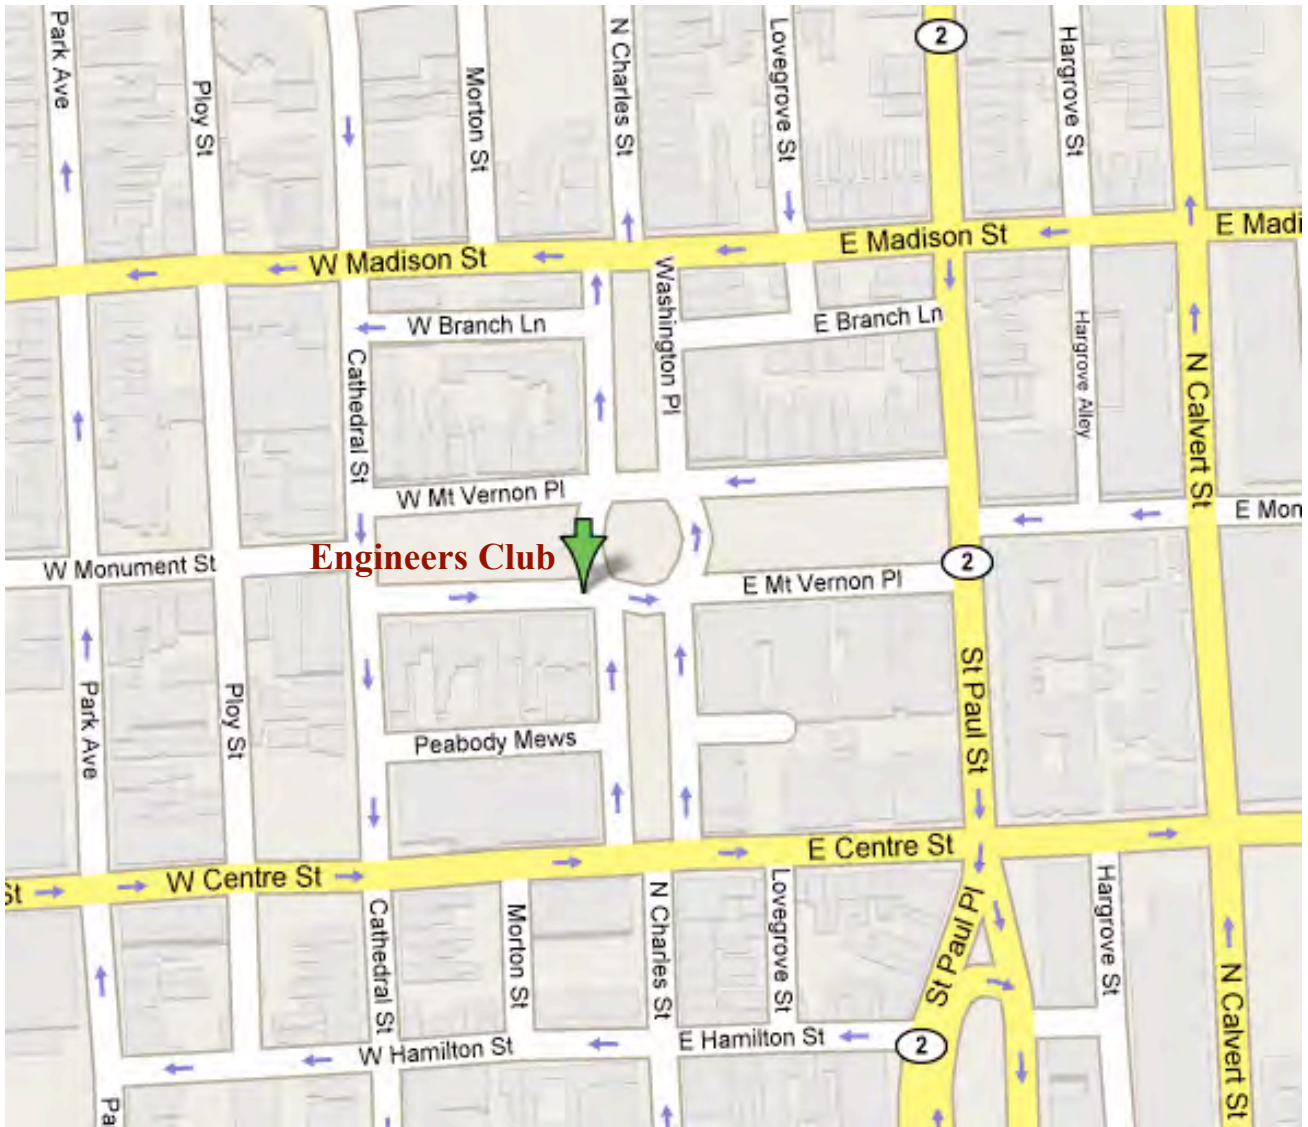 Park Ave
Ploy St
Morton St
N Charles St
Lovegrove St
2
Hargrove St
E Madi
E Madison St
W Madison St
Washington Pl
W Branch Ln
E Branch Ln
Cathedral St
Hargrove Alley
N Calvert St
W Mt Vernon Pl
E Mon
Engineers Club
W Monument St
2
E Mt Vernon Pl
St Paul St
Park Ave
Ploy St
Peabody Mews
E Centre St
St
W Centre St
Cathedral St
Morton St
N Charles St
Lovegrove St
St Paul Pl
Hargrove St
N Calvert St
W Hamilton St
E Hamilton St
2
Pa